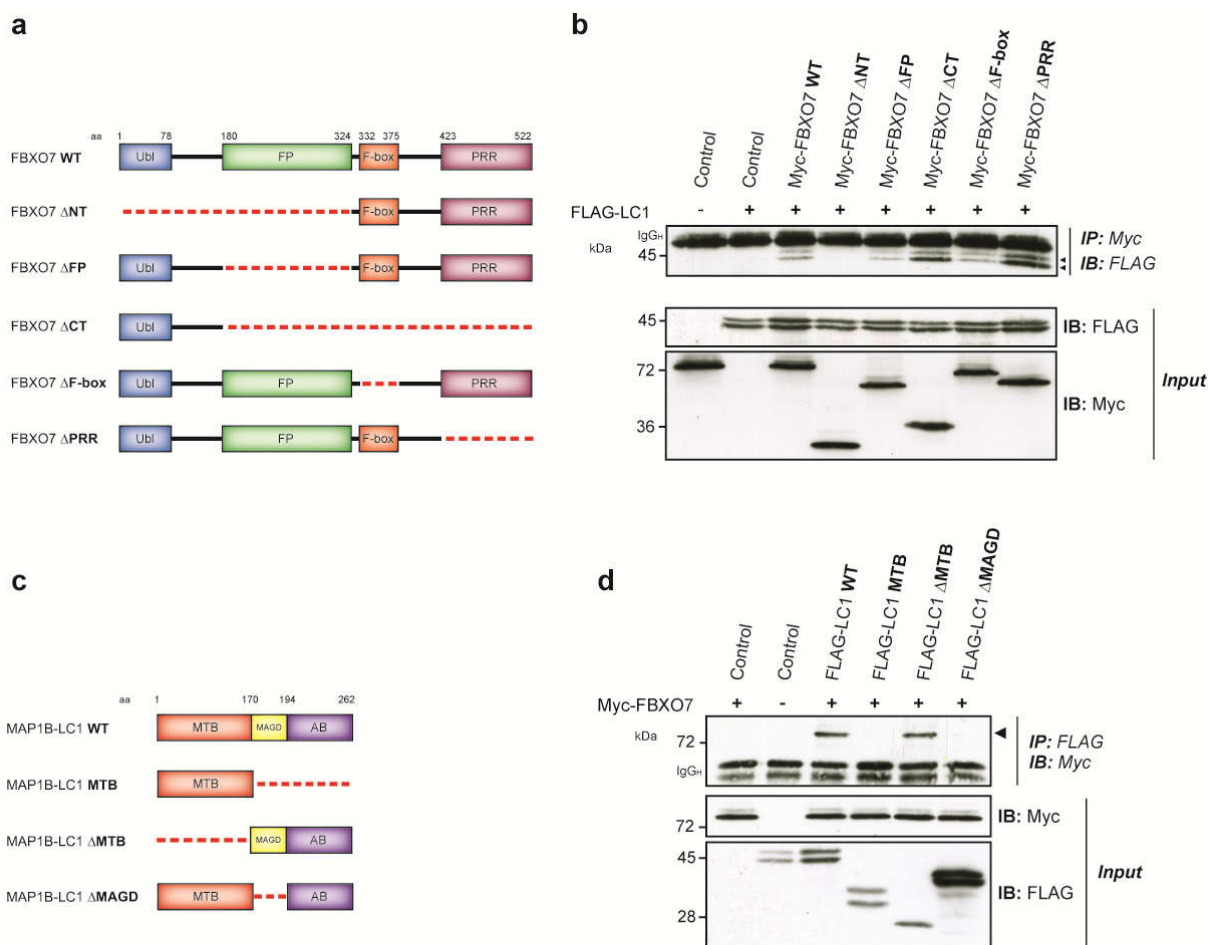 a
aa 1 78 180 324 332 375 423 522
FBXO7 WT Ubl FP F-box PRR
FBXO7 ΔNT F-box PRR
FBXO7 ΔFP Ubl F-box PRR
FBXO7 ΔCT Ubl
FBXO7 ΔF-box Ubl FP PRR
FBXO7 ΔPRR Ubl FP F-box
b
Control
Control
Myc-FBXO7 WT
Myc-FBXO7 ΔNT
Myc-FBXO7 ΔFP
Myc-FBXO7 ΔCT
Myc-FBXO7 ΔF-box
Myc-FBXO7 ΔPRR
FLAG-LC1 - + + + + + + +
kDa IgGH
45
IP: Myc
IB: FLAG
45 IB: FLAG
72
36
IB: Myc
Input
c
aa 1 170 194 262
MAP1B-LC1 WT MTB MAGD AB
MAP1B-LC1 MTB MTB
MAP1B-LC1 ΔMTB MAGD AB
MAP1B-LC1 ΔMAGD MTB AB
d
Control
Control
FLAG-LC1 WT
FLAG-LC1 MTB
FLAG-LC1 ΔMTB
FLAG-LC1 ΔMAGD
Myc-FBXO7 + - + + + +
kDa
72
IgGH
IP: FLAG
IB: Myc
72 IB: Myc
45
28
IB: FLAG
Input